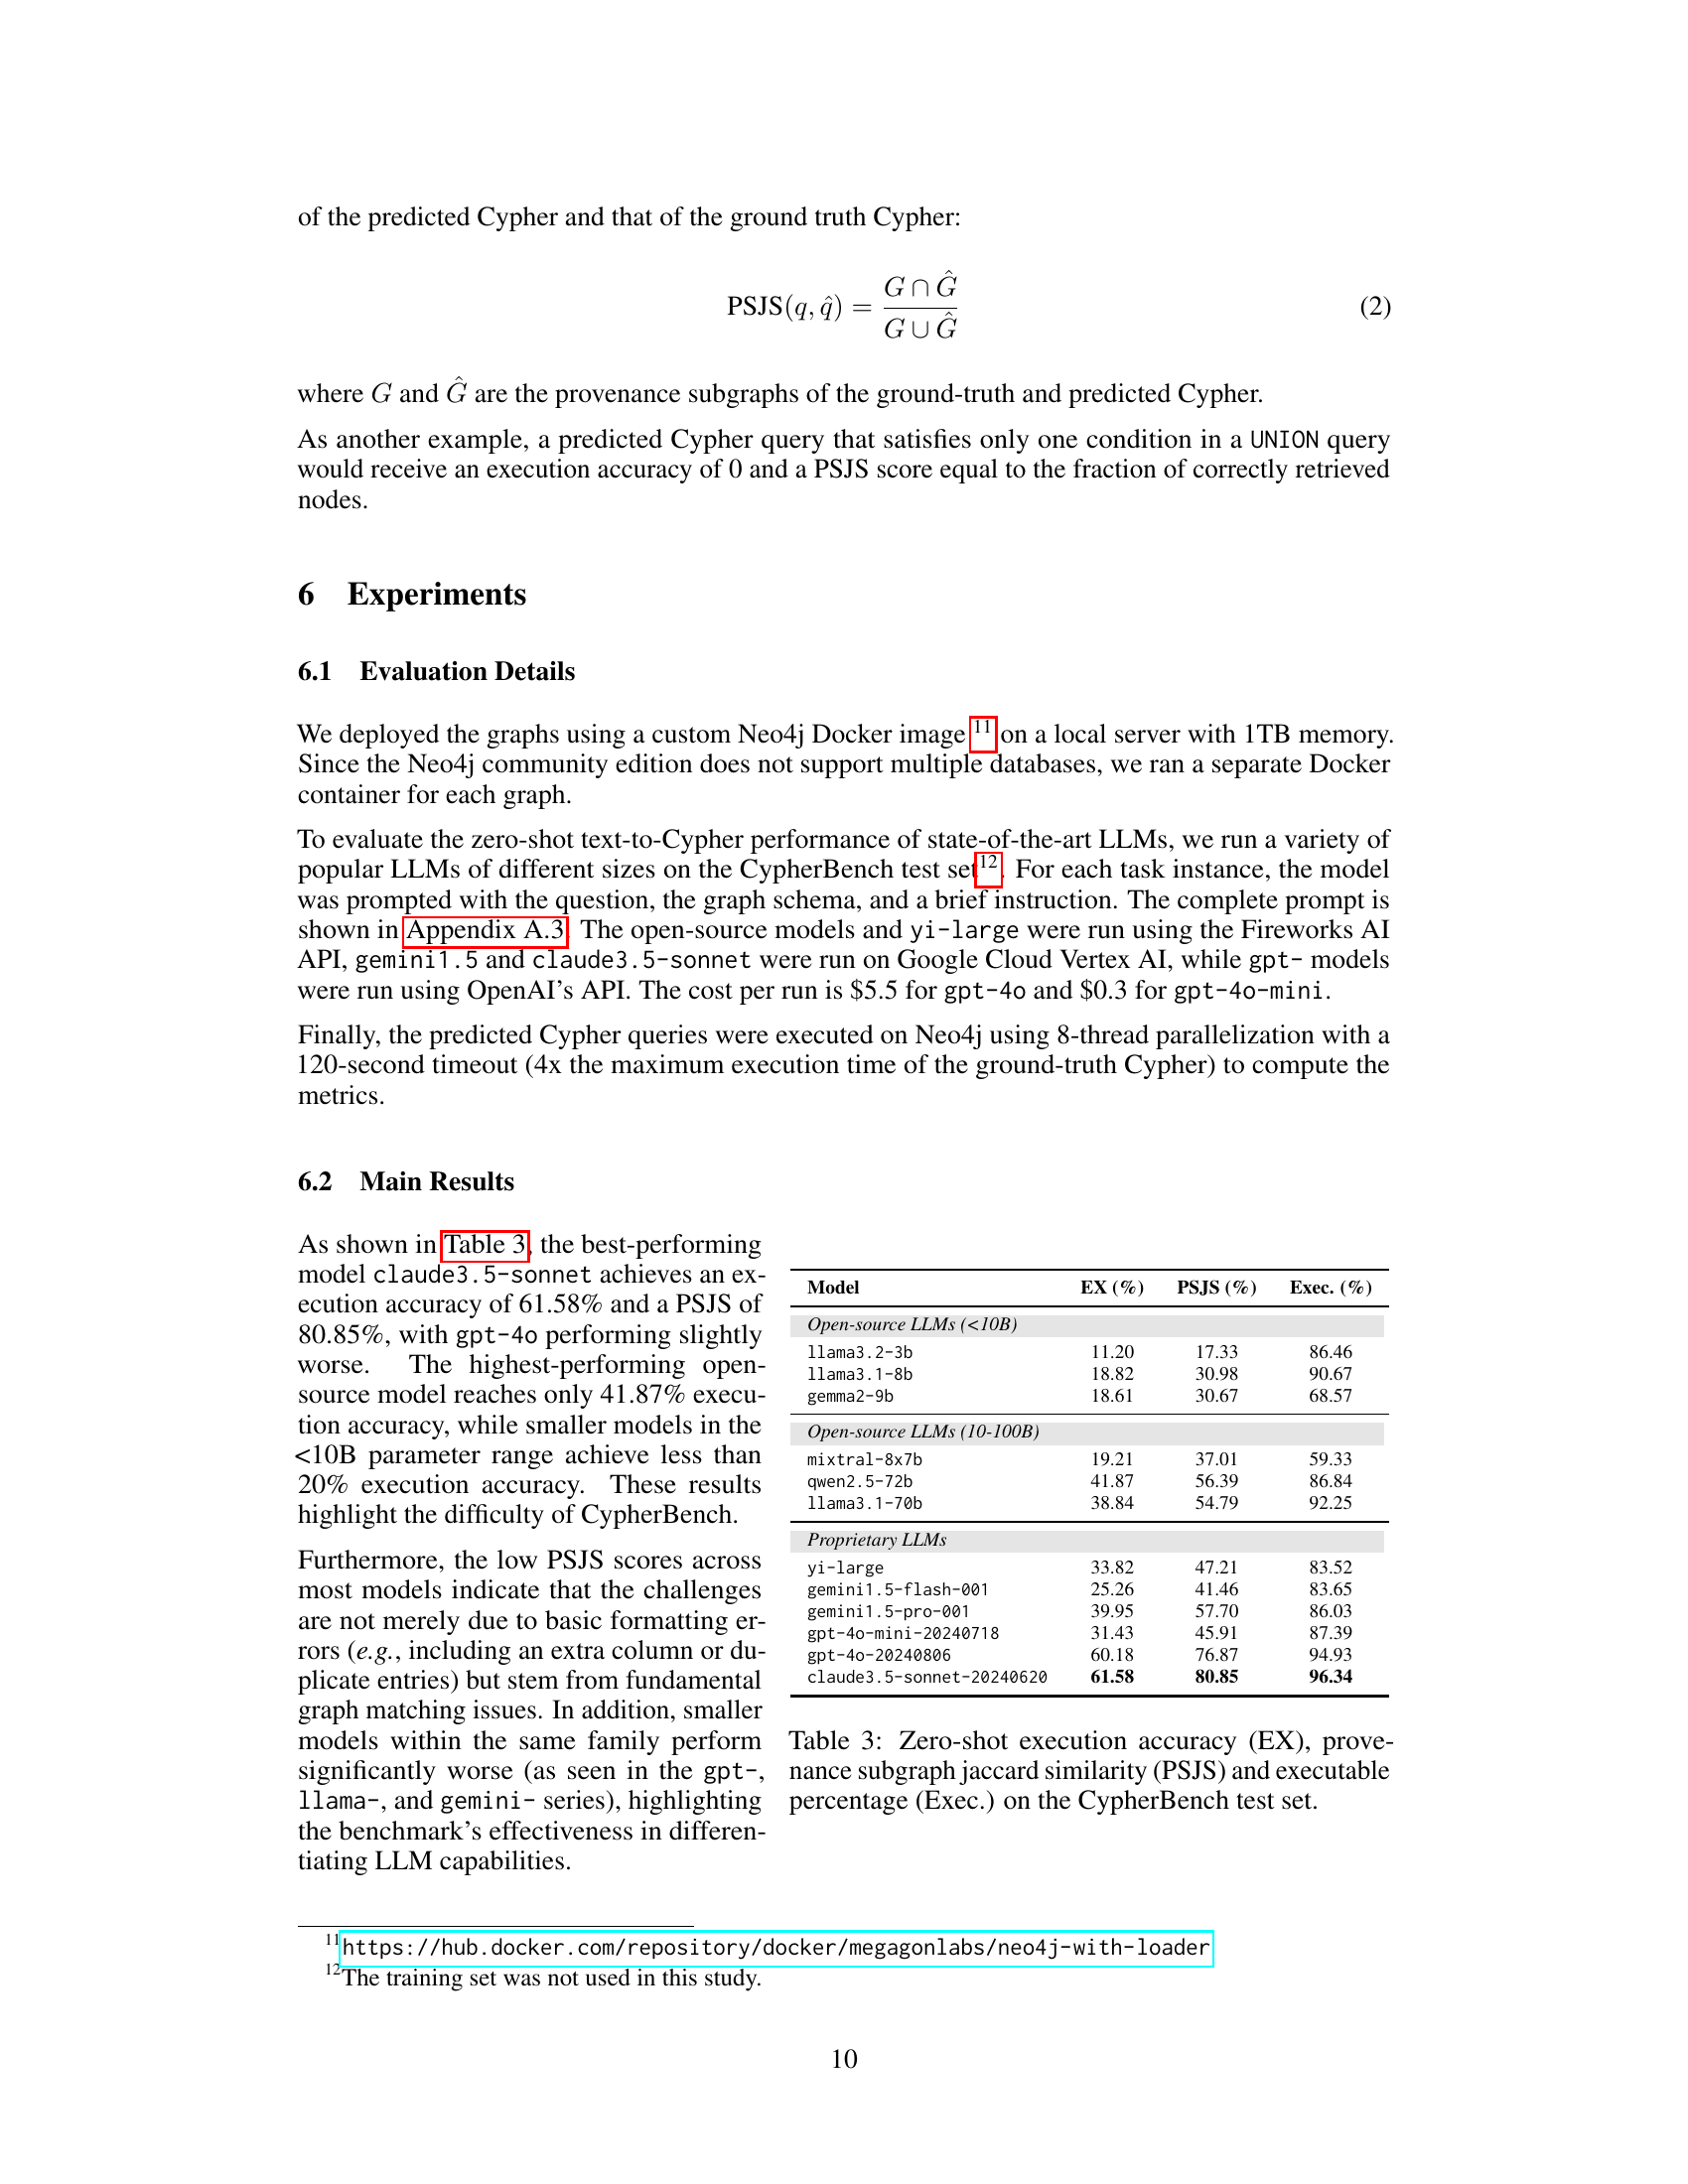 of the predicted Cypher and that of the ground truth Cypher:
PSJS(q, q̂) = G ∩ Ĝ / G ∪ Ĝ (2)
where G and Ĝ are the provenance subgraphs of the ground-truth and predicted Cypher.
As another example, a predicted Cypher query that satisfies only one condition in a UNION query
would receive an execution accuracy of 0 and a PSJS score equal to the fraction of correctly retrieved
nodes.
6 Experiments
6.1 Evaluation Details
We deployed the graphs using a custom Neo4j Docker image 11 on a local server with 1TB memory.
Since the Neo4j community edition does not support multiple databases, we ran a separate Docker
container for each graph.
To evaluate the zero-shot text-to-Cypher performance of state-of-the-art LLMs, we run a variety of
popular LLMs of different sizes on the CypherBench test set12. For each task instance, the model
was prompted with the question, the graph schema, and a brief instruction. The complete prompt is
shown in Appendix A.3. The open-source models and yi-large were run using the Fireworks AI
API, gemini1.5 and claude3.5-sonnet were run on Google Cloud Vertex AI, while gpt- models
were run using OpenAI's API. The cost per run is $5.5 for gpt-4o and $0.3 for gpt-4o-mini.
Finally, the predicted Cypher queries were executed on Neo4j using 8-thread parallelization with a
120-second timeout (4x the maximum execution time of the ground-truth Cypher) to compute the
metrics.
6.2 Main Results
As shown in Table 3, the best-performing
model claude3.5-sonnet achieves an ex-
ecution accuracy of 61.58% and a PSJS of
80.85%, with gpt-4o performing slightly
worse. The highest-performing open-
source model reaches only 41.87% execu-
tion accuracy, while smaller models in the
<10B parameter range achieve less than
20% execution accuracy. These results
highlight the difficulty of CypherBench.
Furthermore, the low PSJS scores across
most models indicate that the challenges
are not merely due to basic formatting er-
rors (e.g., including an extra column or du-
plicate entries) but stem from fundamental
graph matching issues. In addition, smaller
models within the same family perform
significantly worse (as seen in the gpt-,
llama-, and gemini- series), highlighting
the benchmark's effectiveness in differen-
tiating LLM capabilities.
Model EX (%) PSJS (%) Exec. (%)
Open-source LLMs (<10B)
llama3.2-3b 11.20 17.33 86.46
llama3.1-8b 18.82 30.98 90.67
gemma2-9b 18.61 30.67 68.57
Open-source LLMs (10-100B)
mixtral-8x7b 19.21 37.01 59.33
qwen2.5-72b 41.87 56.39 86.84
llama3.1-70b 38.84 54.79 92.25
Proprietary LLMs
yi-large 33.82 47.21 83.52
gemini1.5-flash-001 25.26 41.46 83.65
gemini1.5-pro-001 39.95 57.70 86.03
gpt-4o-mini-20240718 31.43 45.91 87.39
gpt-4o-20240806 60.18 76.87 94.93
claude3.5-sonnet-20240620 61.58 80.85 96.34
Table 3: Zero-shot execution accuracy (EX), prove-
nance subgraph jaccard similarity (PSJS) and executable
percentage (Exec.) on the CypherBench test set.
11https://hub.docker.com/repository/docker/megagonlabs/neo4j-with-loader
12The training set was not used in this study.
10